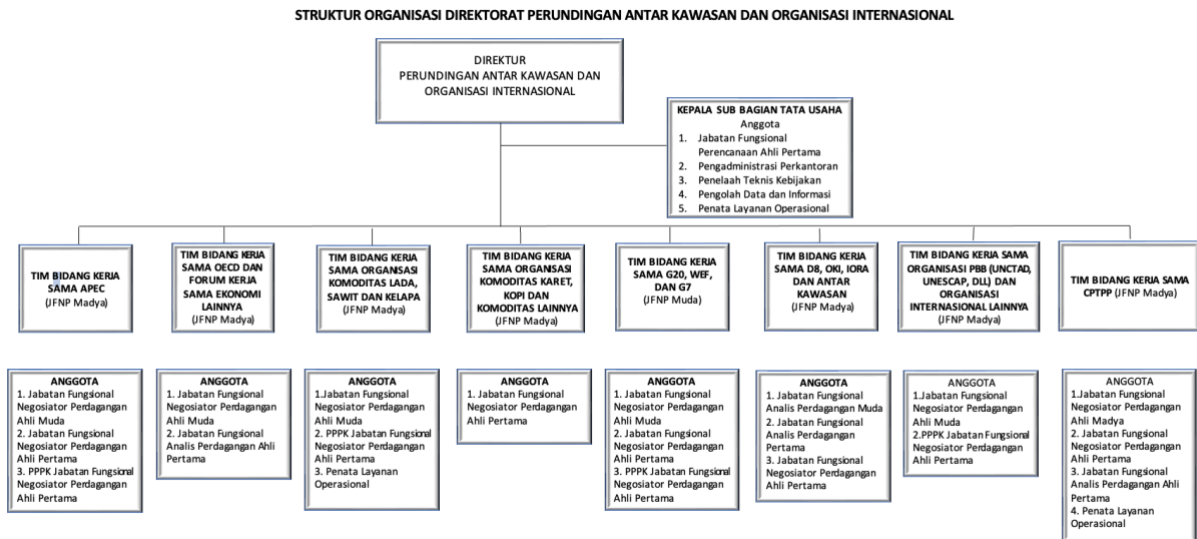 STRUKTUR ORGANISASI DIREKTORAT PERUNDINGAN ANTAR KAWASAN DAN ORGANISASI INTERNASIONAL
DIREKTUR
PERUNDINGAN ANTAR KAWASAN DAN
ORGANISASI INTERNASIONAL
KEPALA SUB BAGIAN TATA USAHA
Anggota
1. Jabatan Fungsional
Perencanaan Ahli Pertama
2. Pengadministrasi Perkantoran
3. Penelaah Teknis Kebijakan
4. Pengolah Data dan Informasi
5. Penata Layanan Operasional
TIM BIDANG KERJA
SAMA APEC
(JFNP Madya)
TIM BIDANG KERJA
SAMA OECD DAN
FORUM KERJA
SAMA EKONOMI
LAINNYA
(JFNP Madya)
TIM BIDANG KERJA
SAMA ORGANSASI
KOMODITAS LADA,
SAWIT DAN KELAPA
(JFNP Madya)
TIM BIDANG KERJA
SAMA ORGANSASI
KOMODITAS KARET,
KOPI DAN
KOMODITAS LAINNYA
(JFNP Madya)
TIM BIDANG KERJA
SAMA G20, WEF,
DAN G7
(JFNP Muda)
TIM BIDANG KERJA
SAMA D8, OKI, IORA
DAN ANTAR
KAWASAN
(JFNP Madya)
TIM BIDANG KERJA SAMA
ORGANISASI PBB (UNCTAD,
UNESCAP, DLL) DAN
ORGANISASI
INTERNASIONAL LAINNYA
(JFNP Madya)
TIM BIDANG KERJA SAMA
CPTPP (JFNP Madya)
ANGGOTA
1. Jabatan Fungsional
Negosiator Perdagangan
Ahli Muda
2. Jabatan Fungsional
Negosiator Perdagangan
Ahli Pertama
3. PPPK Jabatan Fungsional
Negosiator Perdagangan
Ahli Pertama
ANGGOTA
1. Jabatan Fungsional
Negosiator Perdagangan
Ahli Muda
2. Jabatan Fungsional
Analis Perdagangan Ahli
Pertama
ANGGOTA
1.Jabatan Fungsional
Negosiator Perdagangan
Ahli Muda
2. PPPK Jabatan Fungsional
Negosiator Perdagangan
Ahli Pertama
3. Penata Layanan
Operasional
ANGGOTA
1. Jabatan Fungsional
Negosiator Perdagangan
Ahli Pertama
ANGGOTA
1. Jabatan Fungsional
Negosiator Perdagangan
Ahli Muda
2. Jabatan Fungsional
Negosiator Perdagangan
Ahli Pertama
3. PPPK Jabatan Fungsional
Negosiator Perdagangan
Ahli Pertama
ANGGOTA
1. Jabatan Fungsional
Analis Perdagangan Muda
2. Jabatan Fungsional
Analis Perdagangan
Pertama
3. Jabatan Fungsional
Negosiator Perdagangan
Ahli Pertama
ANGGOTA
1.Jabatan Fungsional
Negosiator Perdagangan
Ahli Muda
2.PPPK Jabatan Fungsional
Negosiator Perdagangan
Ahli Pertama
ANGGOTA
1.Jabatan Fungsional
Negosiator Perdagangan
Ahli Madya
2. Jabatan Fungsional
Negosiator Perdagangan
Ahli Pertama
3. Jabatan Fungsional
Analis Perdagangan Ahli
Pertama
4. Penata Layanan
Operasional